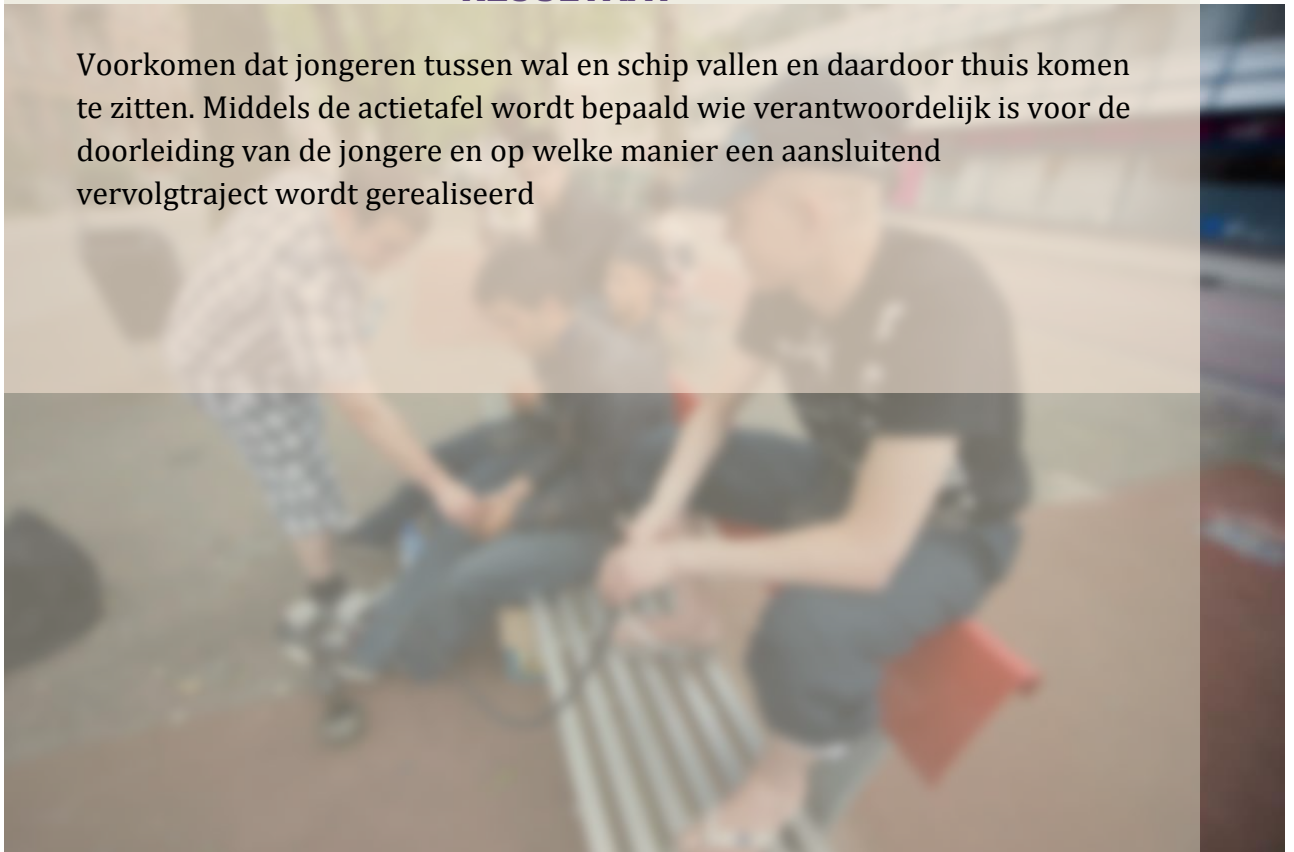 Voorkomen dat jongeren tussen wal en schip vallen en daardoor thuis komen
te zitten. Middels de actietafel wordt bepaald wie verantwoordelijk is voor de
doorleiding van de jongere en op welke manier een aansluitend
vervolgtraject wordt gerealiseerd